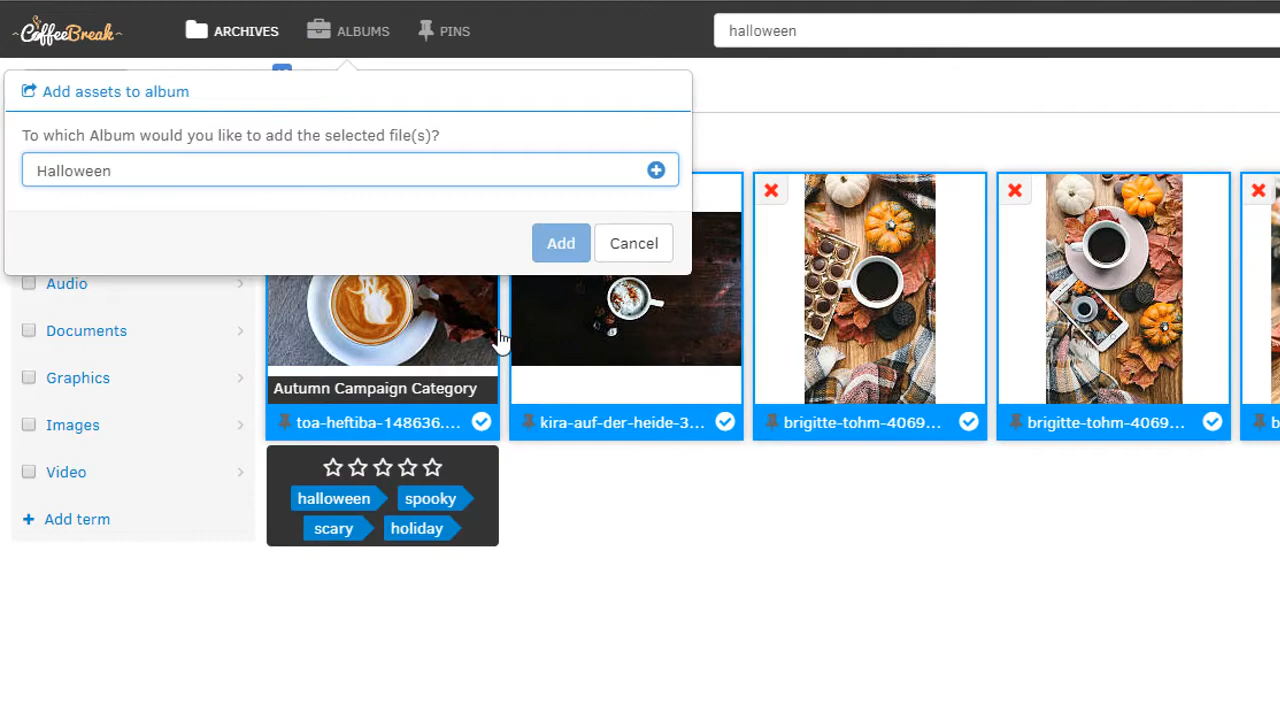 CoffeeBreak
ARCHIVES
ALBUMS
PINS
halloween
Add assets to album
To which Album would you like to add the selected file(s)?
Halloween
Add
Cancel
Audio
Documents
Graphics
Images
Video
+ Add term
Autumn Campaign Category
toa-heftiba-148636....
kira-auf-der-heide-3...
brigitte-tohm-4069...
brigitte-tohm-4069...
b
halloween
spooky
scary
holiday